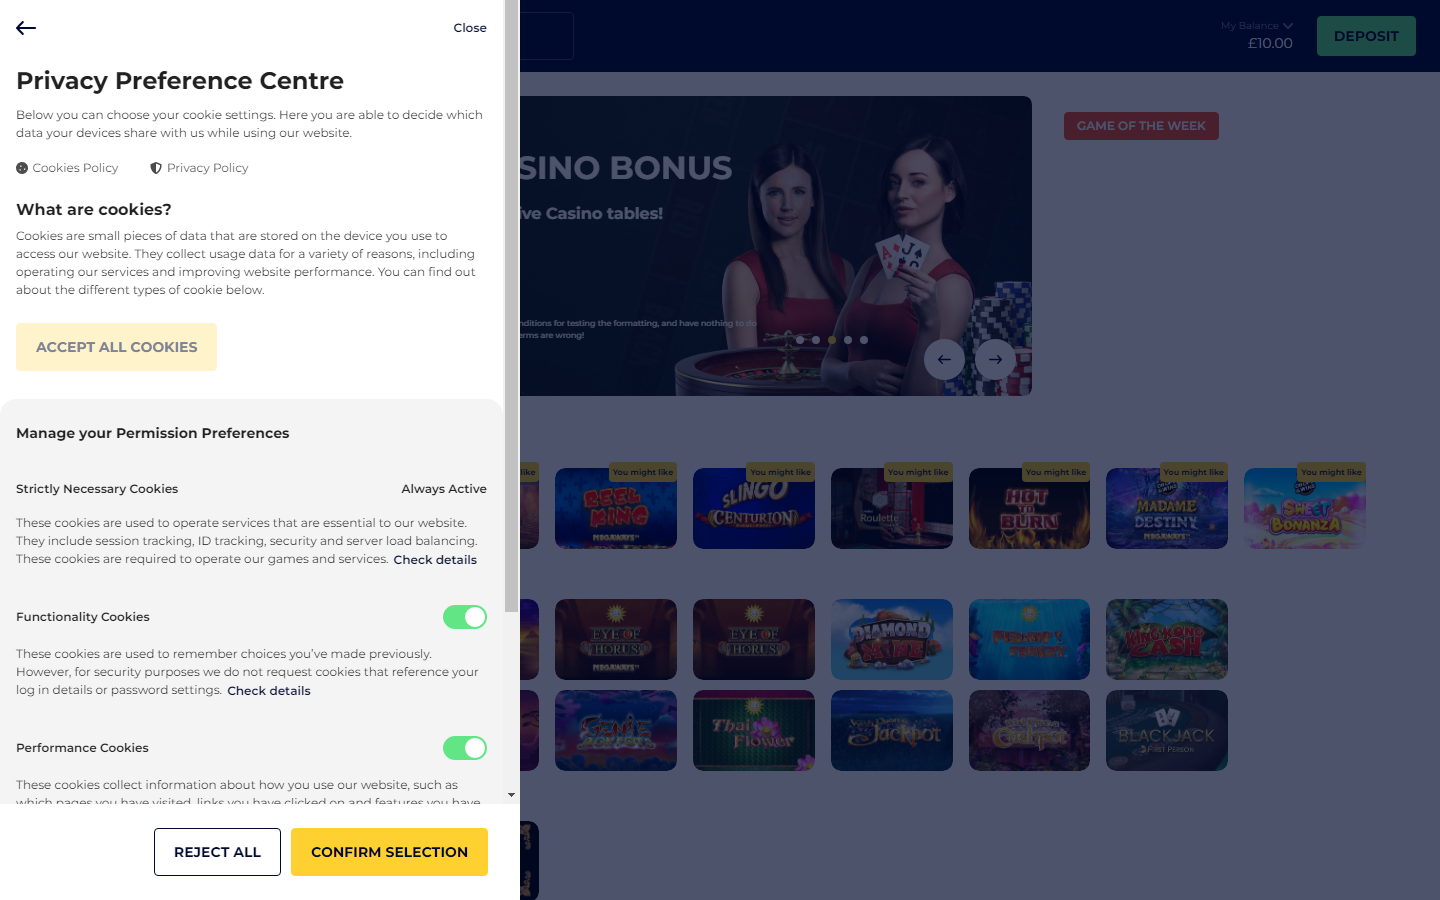 Close
Privacy Preference Centre
Below you can choose your cookie settings. Here you are able to decide which
data your devices share with us while using our website.
Cookies Policy
Privacy Policy
What are cookies?
Cookies are small pieces of data that are stored on the device you use to
access our website. They collect usage data for a variety of reasons, including
operating our services and improving website performance. You can find out
about the different types of cookie below.
ACCEPT ALL COOKIES
Manage your Permission Preferences
Strictly Necessary Cookies
Always Active
These cookies are used to operate services that are essential to our website.
They include session tracking, ID tracking, security and server load balancing.
These cookies are required to operate our games and services. Check details
Functionality Cookies
These cookies are used to remember choices you've made previously.
However, for security purposes we do not request cookies that reference your
log in details or password settings. Check details
Performance Cookies
These cookies collect information about how you use our website, such as
which pages you have visited, links you have clicked on and features you have
REJECT ALL
CONFIRM SELECTION
My Balance
£10.00
DEPOSIT
SINO BONUS
ive Casino tables!
nditions for testing the formatting, and have nothing to do
erms are wrong!
GAME OF THE WEEK
like
You might like
You might like
You might like
You might like
You might like
You might like
REEL
KING
MEGAWAYS
SLINGO
CENTURION
Roulette
HOT
TO
BURN
MADAME
DESTINY
MEGAWAYS
SWEET
BONANZA
EYE OF
HORUS
MEGAWAYS
EYE OF
HORUS
DIAMOND
MINE
FISHIN'
FRENZY
RING KONG
CASH
GENIE
JACKPOTS
Thai
Flower
Jackpot
BLACKJACK
FIRST PERSON